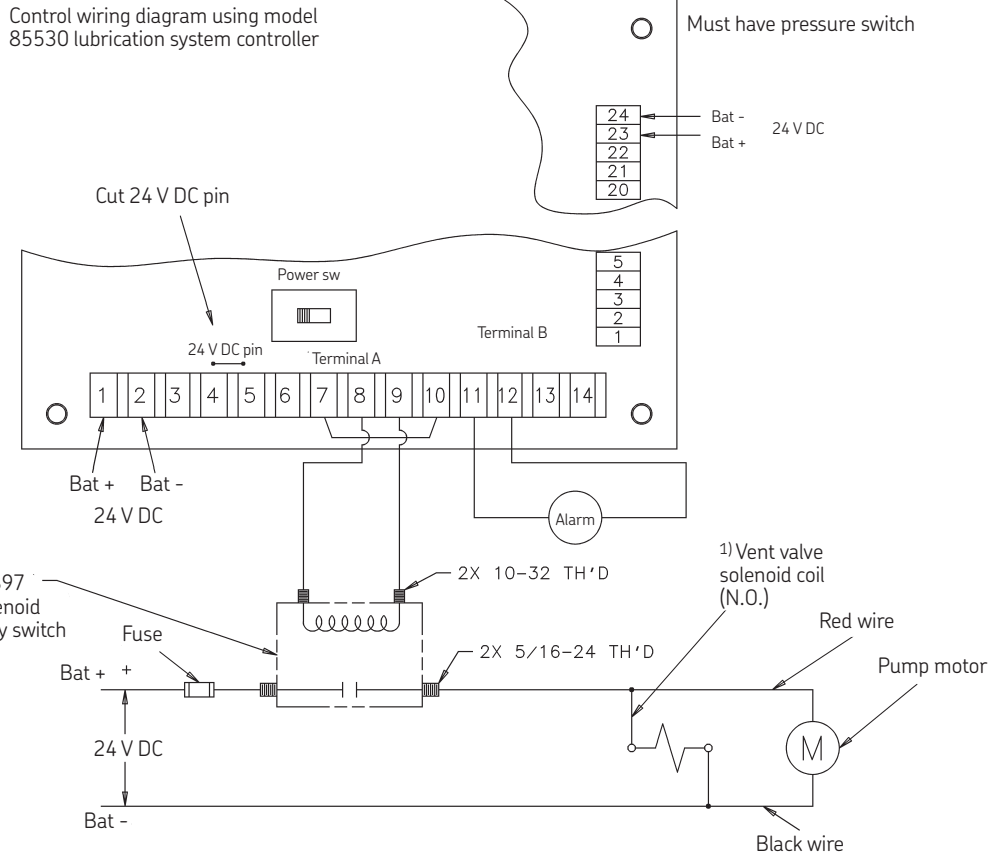 Control wiring diagram using model
85530 lubrication system controller
Must have pressure switch
24
23
22
21
20
Bat -
Bat +
24 V DC
Cut 24 V DC pin
Power sw
5
4
3
2
1
24 V DC pin
Terminal A
Terminal B
1 2 3 4 5 6 7 8 9 10 11 12 13 14
Bat + Bat -
24 V DC
Alarm
2X 10-32 TH'D
1) Vent valve
solenoid coil
(N.O.)
switch
Fuse
2X 5/16-24 TH'D
Red wire
Pump motor
Bat + +
24 V DC
M
Bat -
Black wire